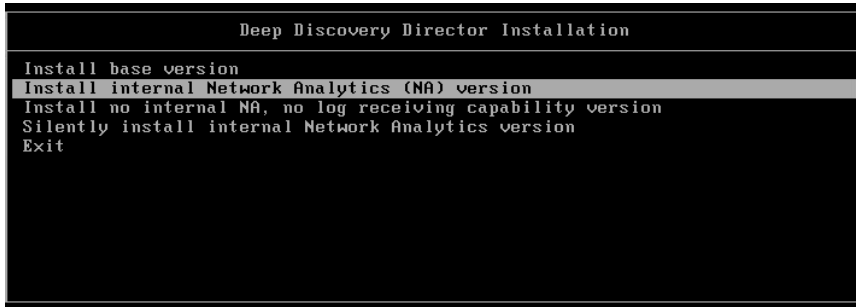 Deep Discovery Director Installation
Install base version
Install internal Network Analytics (NA) version
Install no internal NA, no log receiving capability version
Silently install internal Network Analytics version
Exit